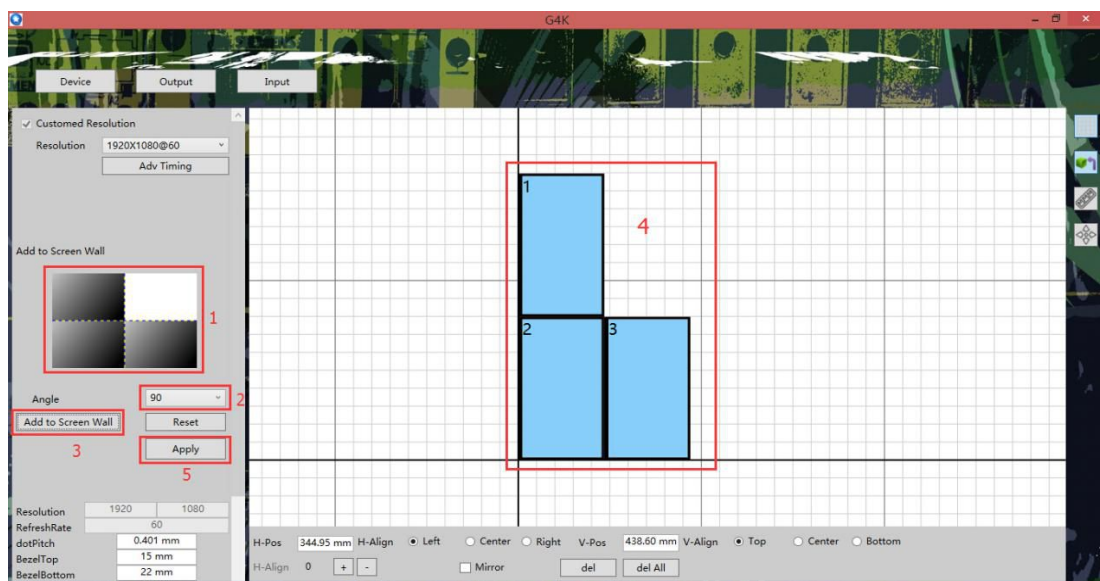 G4K
Device Output Input
Customed Resolution
Resolution 1920X1080@60
Adv Timing
Add to Screen Wall
1
Angle 90 2
Add to Screen Wall Reset
3 Apply
5
Resolution 1920 1080
RefreshRate 60
dotPitch 0.401 mm
BezelTop 15 mm
BezelBottom 22 mm
1
4
2 3
H-Pos 344.95 mm H-Align Left Center Right V-Pos 438.60 mm V-Align Top Center Bottom
H-Align 0 + - Mirror del del All